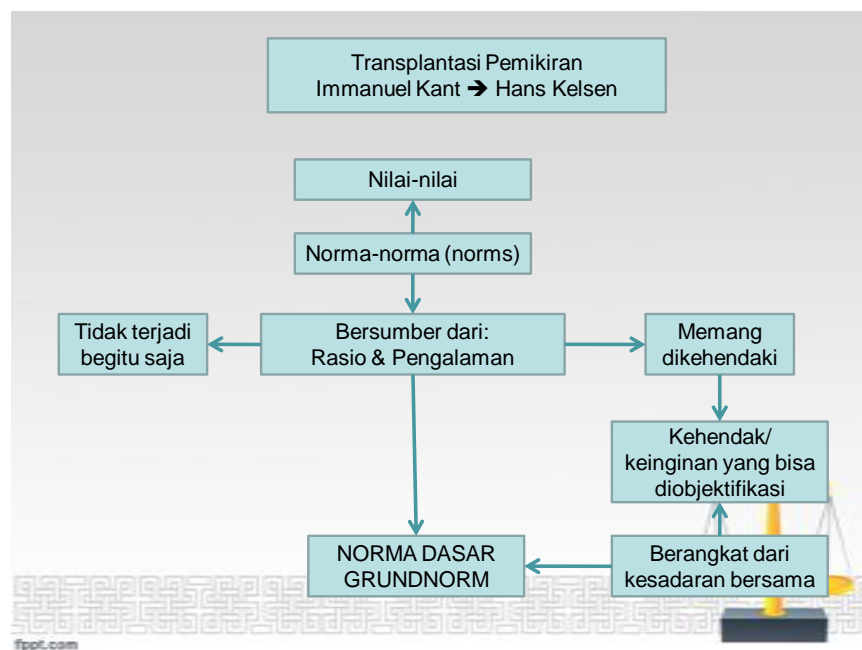 Transplantasi Pemikiran
Immanuel Kant ➔ Hans Kelsen
Nilai-nilai
Norma-norma (norms)
Tidak terjadi
begitu saja
Bersumber dari:
Rasio & Pengalaman
Memang
dikehendaki
Kehendak/
keinginan yang bisa
diobjektifikasi
NORMA DASAR
GRUNDNORM
Berangkat dari
kesadaran bersama
fppt.com